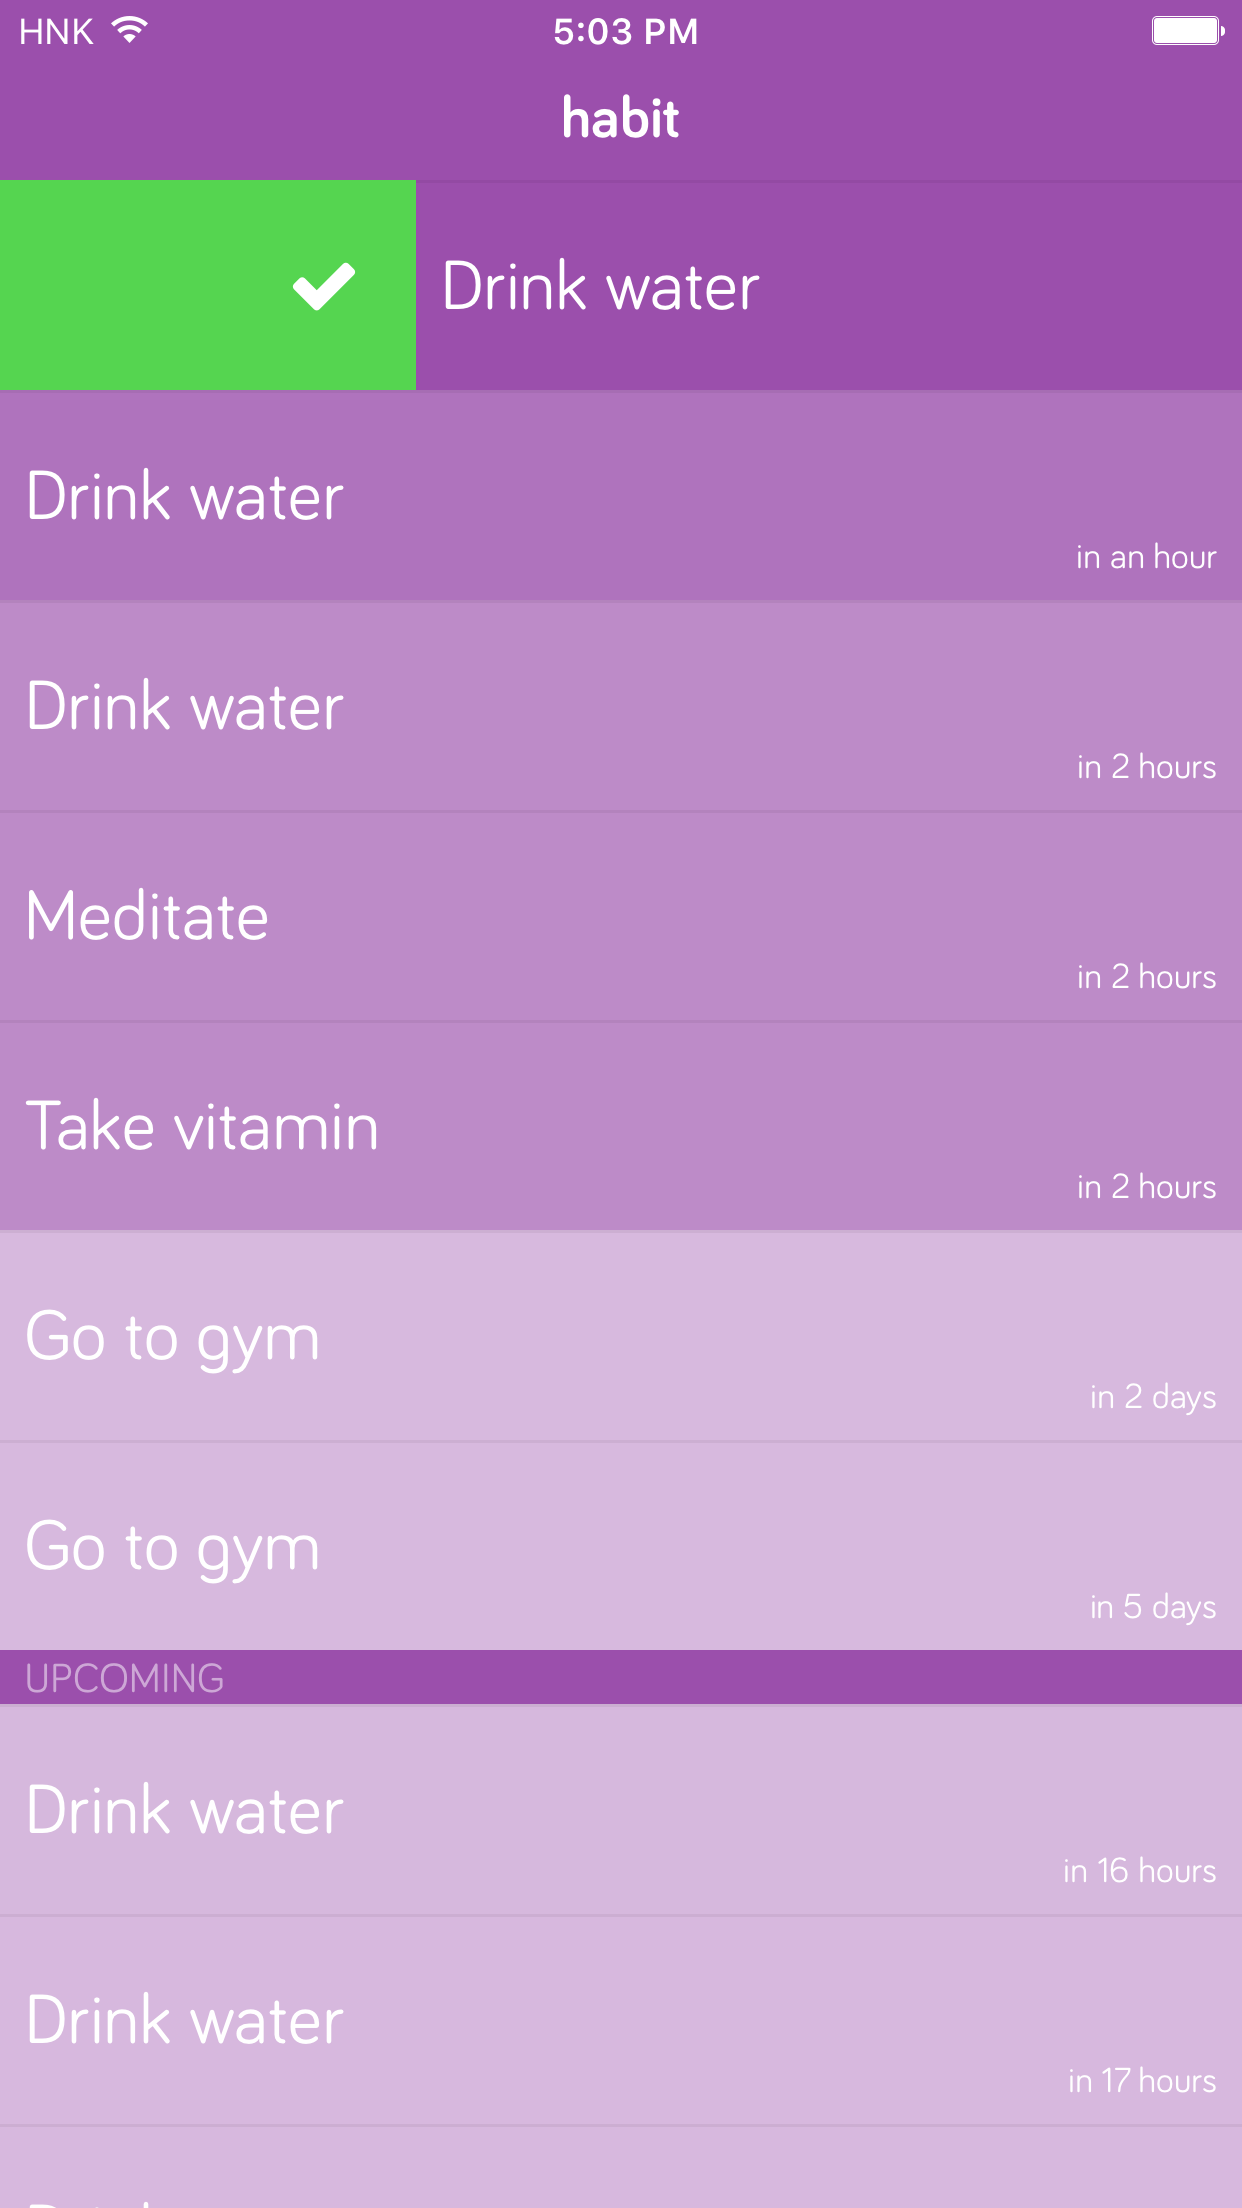 HNK 5:03 PM
habit
Drink water
Drink water
in an hour
Drink water
in 2 hours
Meditate
in 2 hours
Take vitamin
in 2 hours
Go to gym
in 2 days
Go to gym
in 5 days
UPCOMING
Drink water
in 16 hours
Drink water
in 17 hours